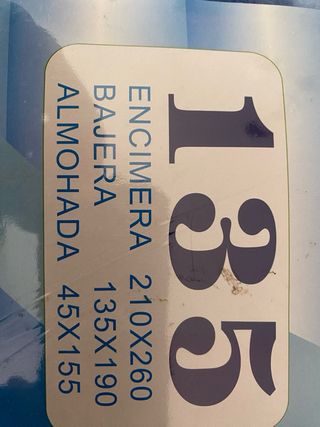 135
ENCIMERA 210X260
BAJERA 135X190
ALMOHADA 45X155